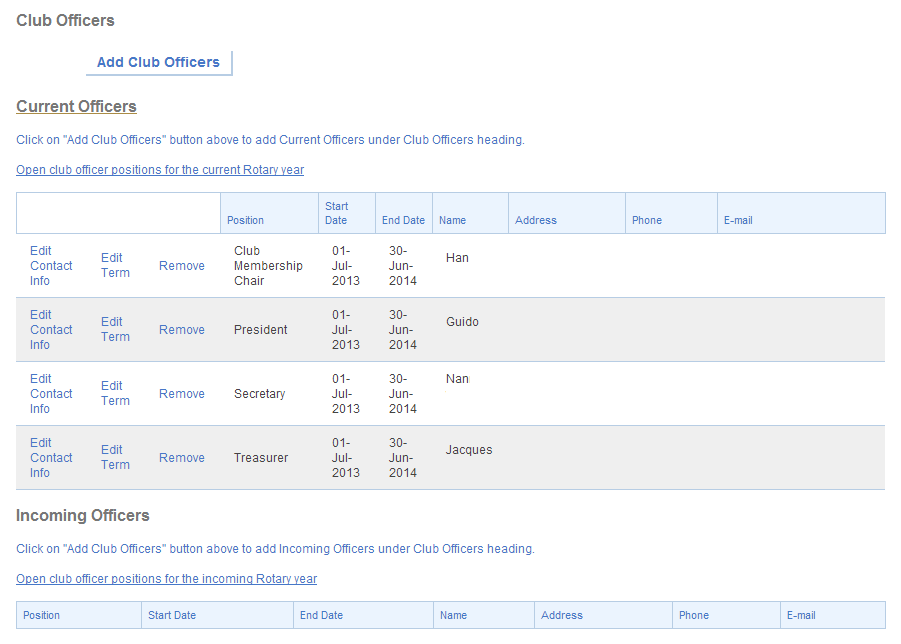 Club Officers
Add Club Officers
Current Officers
Click on "Add Club Officers" button above to add Current Officers under Club Officers heading.
Open club officer positions for the current Rotary year
Position Start Date End Date Name Address Phone E-mail
Edit Contact Info Edit Term Remove Club Membership Chair 01-Jul-2013 30-Jun-2014 Han
Edit Contact Info Edit Term Remove President 01-Jul-2013 30-Jun-2014 Guido
Edit Contact Info Edit Term Remove Secretary 01-Jul-2013 30-Jun-2014 Nan
Edit Contact Info Edit Term Remove Treasurer 01-Jul-2013 30-Jun-2014 Jacques
Incoming Officers
Click on "Add Club Officers" button above to add Incoming Officers under Club Officers heading.
Open club officer positions for the incoming Rotary year
Position Start Date End Date Name Address Phone E-mail